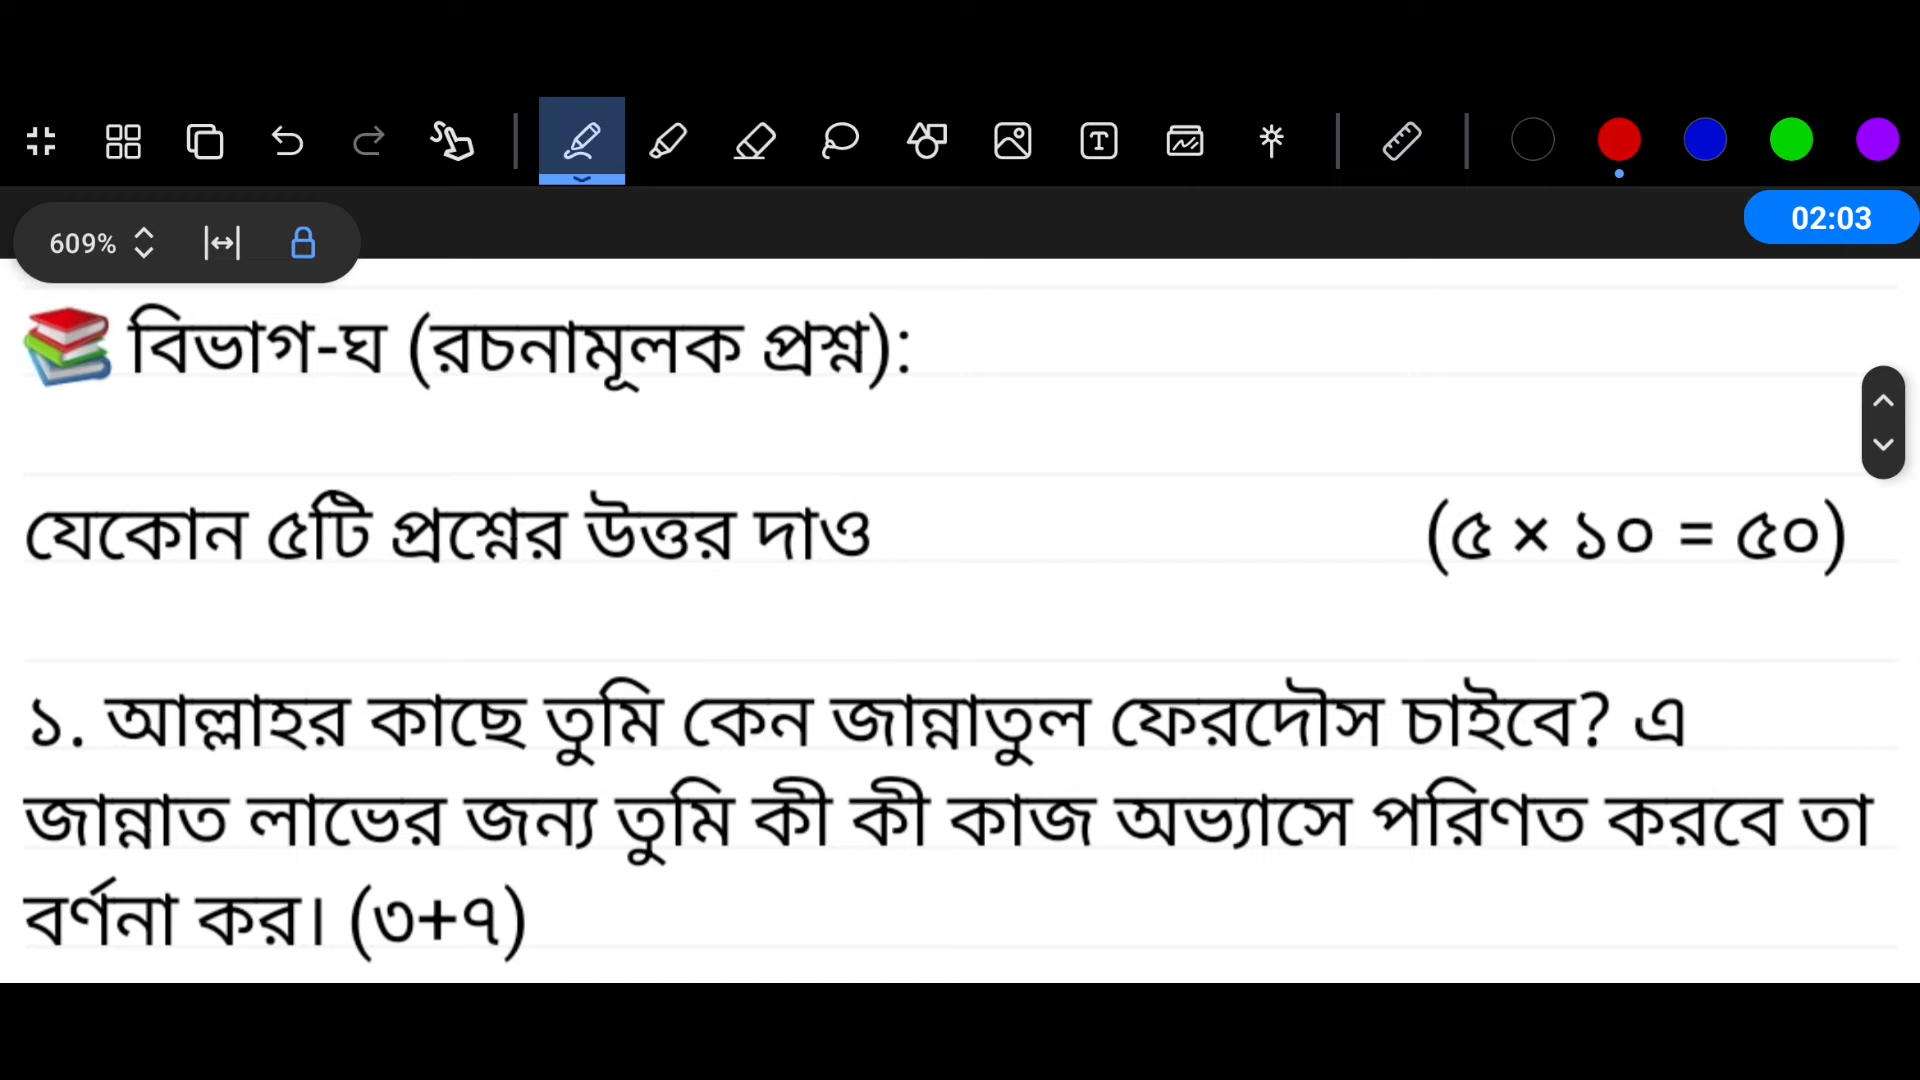 609%
02:03
বিভাগ-ঘ (রচনামূলক প্রশ্ন):
যেকোন ৫টি প্রশ্নের উত্তর দাও (৫ × ১০ = ৫০)
১. আল্লাহর কাছে তুমি কেন জান্নাতুল ফেরদৌস চাইবে? এ
জান্নাত লাভের জন্য তুমি কী কী কাজ অভ্যাসে পরিণত করবে তা
বর্ণনা কর। (৩+৭)